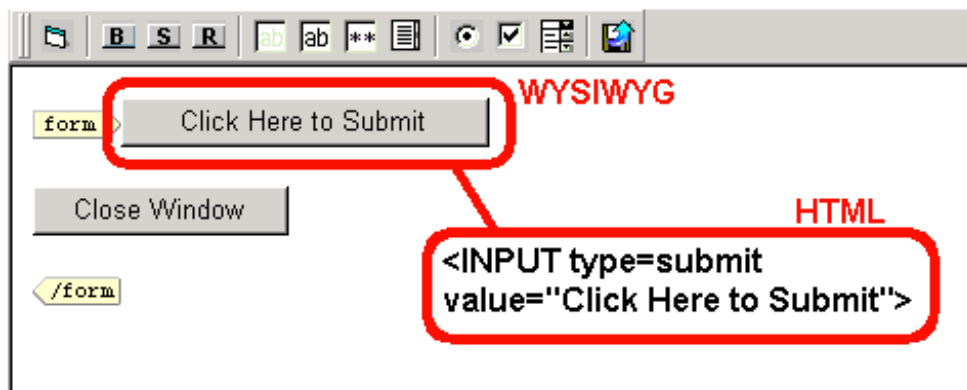 B S R ab ab **
WYSIWYG
form Click Here to Submit
Close Window
HTML
<INPUT type=submit
value="Click Here to Submit">
/form